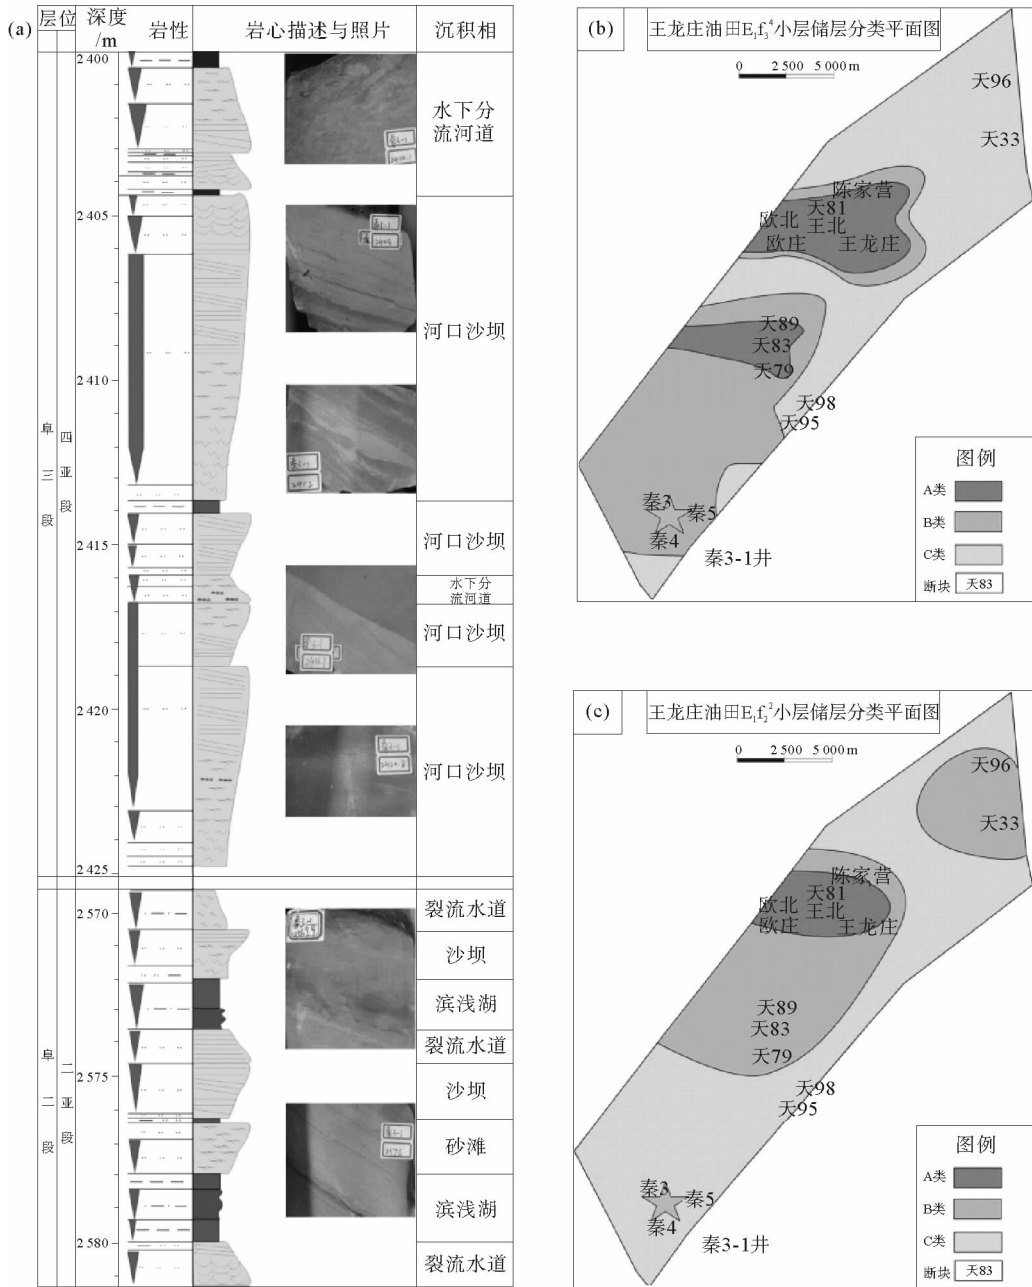 (a)
层位 深度/m 岩性 岩心描述与照片 沉积相
2 400
2 405
2 410
2 415
2 420
2 425
2 570
2 575
2 580
阜三段
四亚段
阜二段
二亚段
水下分
流河道
河口沙坝
河口沙坝
水下分
流河道
河口沙坝
河口沙坝
裂流水道
沙坝
滨浅湖
裂流水道
沙坝
砂滩
滨浅湖
裂流水道
(b) 王龙庄油田E₁f₃⁴小层储层分类平面图
0 2 500 5 000 m
天96
天33
陈家营
天81
欧北 王北
欧庄 王龙庄
天89
天83
天79
天98
天95
秦3
秦5
秦4
秦3-1井
图例
A类
B类
C类
断块 天83
(c) 王龙庄油田E₁f₂²小层储层分类平面图
0 2 500 5 000 m
天96
天33
陈家营
天81
欧北 王北
欧庄 王龙庄
天89
天83
天79
天98
天95
秦3
秦5
秦4
秦3-1井
图例
A类
B类
C类
断块 天83